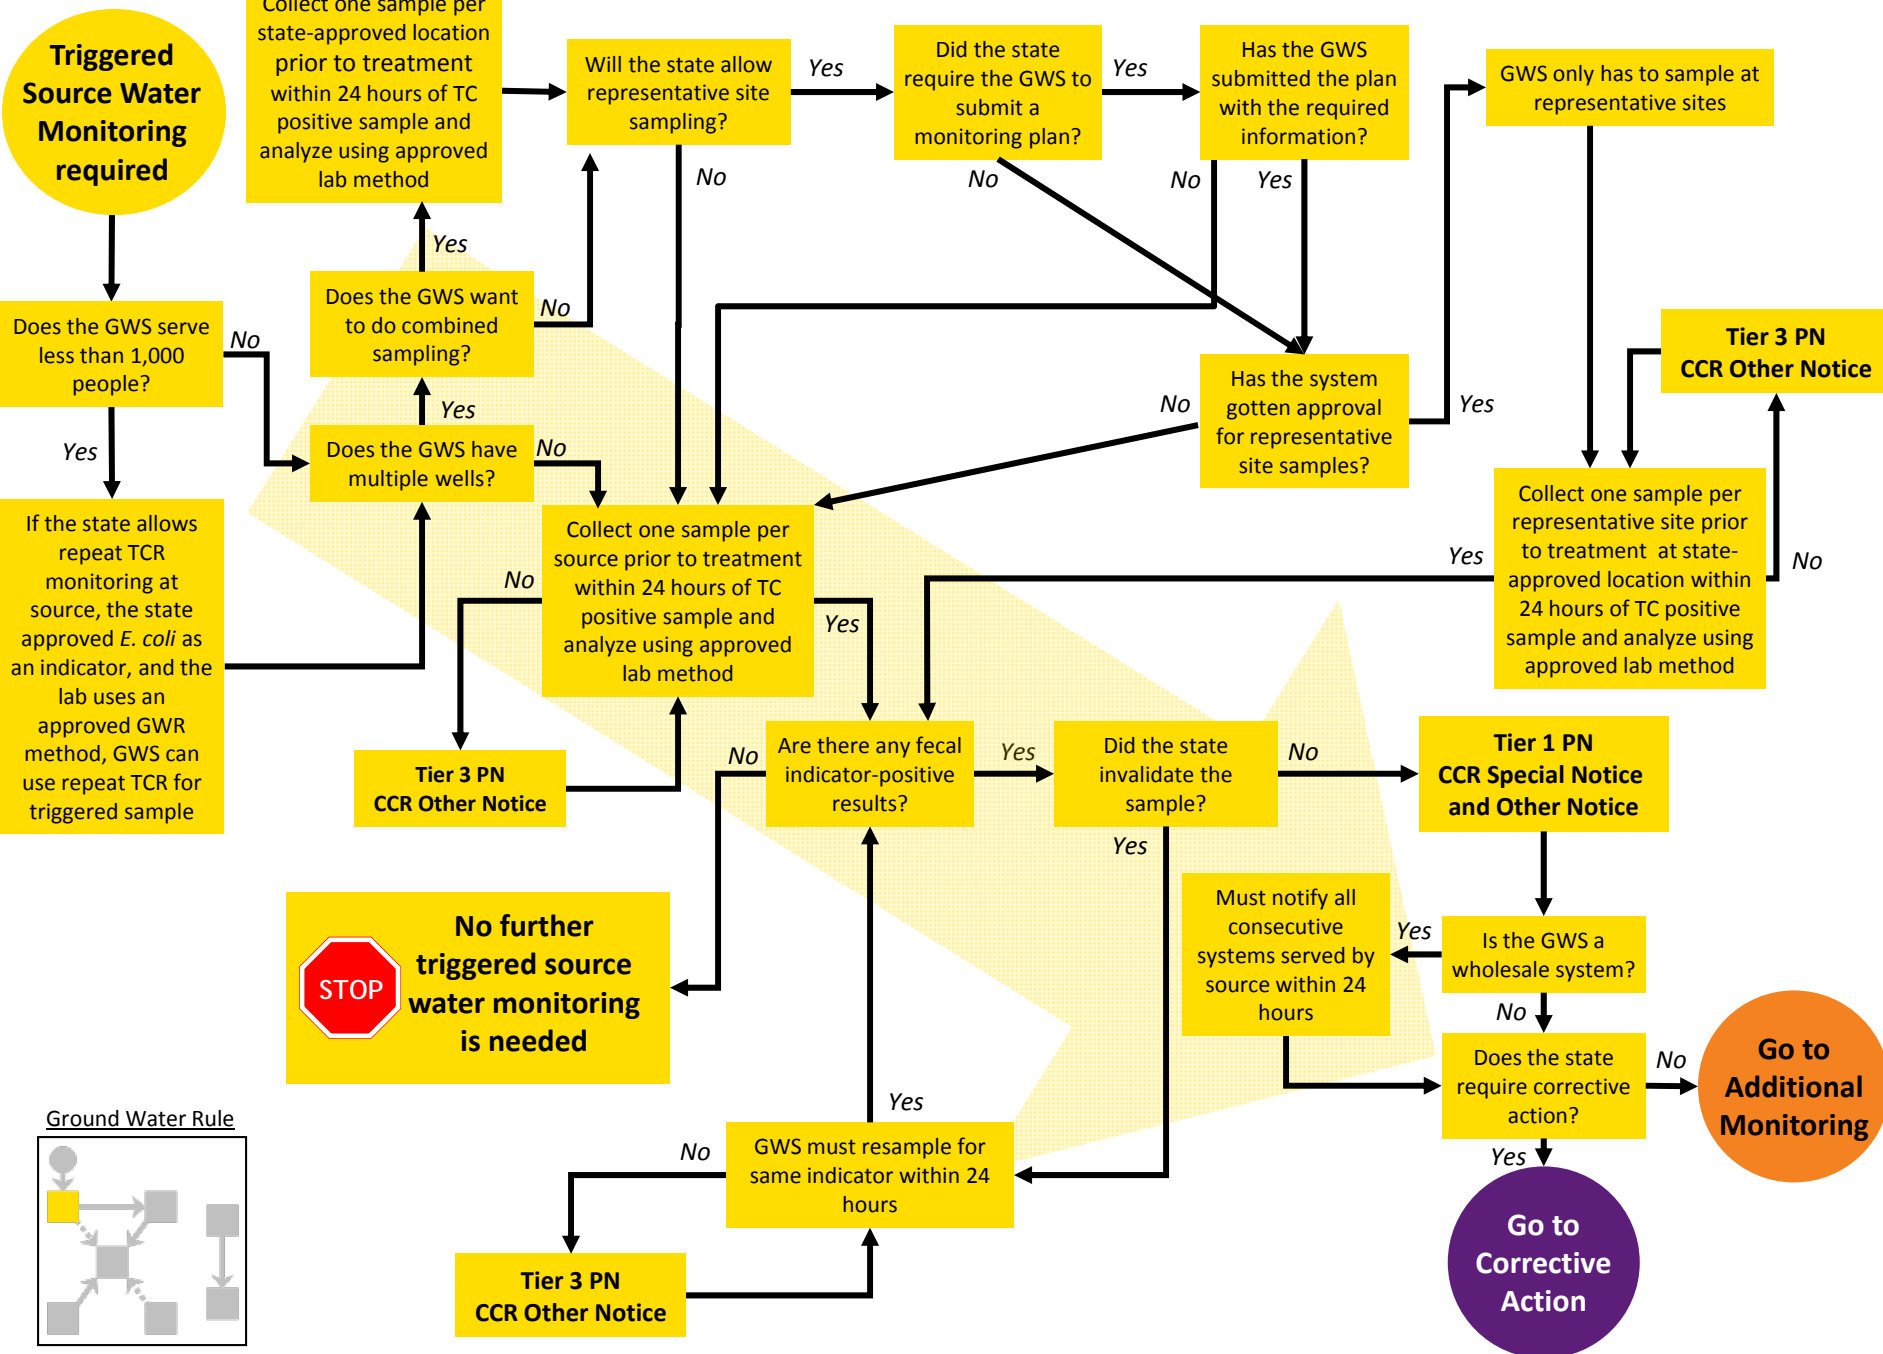 Triggered
Source Water
Monitoring
required
Collect one sample per
state-approved location
prior to treatment
within 24 hours of TC
positive sample and
analyze using approved
lab method
Will the state allow
representative site
sampling?
Yes
No
Did the state
require the GWS to
submit a
monitoring plan?
Yes
No
Has the GWS
submitted the plan
with the required
information?
No
Yes
GWS only has to sample at
representative sites
Does the GWS serve
less than 1,000
people?
No
Yes
Does the GWS want
to do combined
sampling?
Yes
No
Does the GWS have
multiple wells?
Yes
No
Has the system
gotten approval
for representative
site samples?
No
Yes
Tier 3 PN
CCR Other Notice
If the state allows
repeat TCR
monitoring at
source, the state
approved E. coli as
an indicator, and the
lab uses an
approved GWR
method, GWS can
use repeat TCR for
triggered sample
Collect one sample per
source prior to treatment
within 24 hours of TC
positive sample and
analyze using approved
lab method
No
Yes
Collect one sample per
representative site prior
to treatment at state-
approved location within
24 hours of TC positive
sample and analyze using
approved lab method
Yes
No
Tier 3 PN
CCR Other Notice
Are there any fecal
indicator-positive
results?
No
Yes
Did the state
invalidate the
sample?
No
Yes
Tier 1 PN
CCR Special Notice
and Other Notice
STOP
No further
triggered source
water monitoring
is needed
Must notify all
consecutive
systems served by
source within 24
hours
Yes
Is the GWS a
wholesale system?
No
Does the state
require corrective
action?
No
Yes
Go to
Additional
Monitoring
Go to
Corrective
Action
GWS must resample for
same indicator within 24
hours
Yes
No
Tier 3 PN
CCR Other Notice
Ground Water Rule